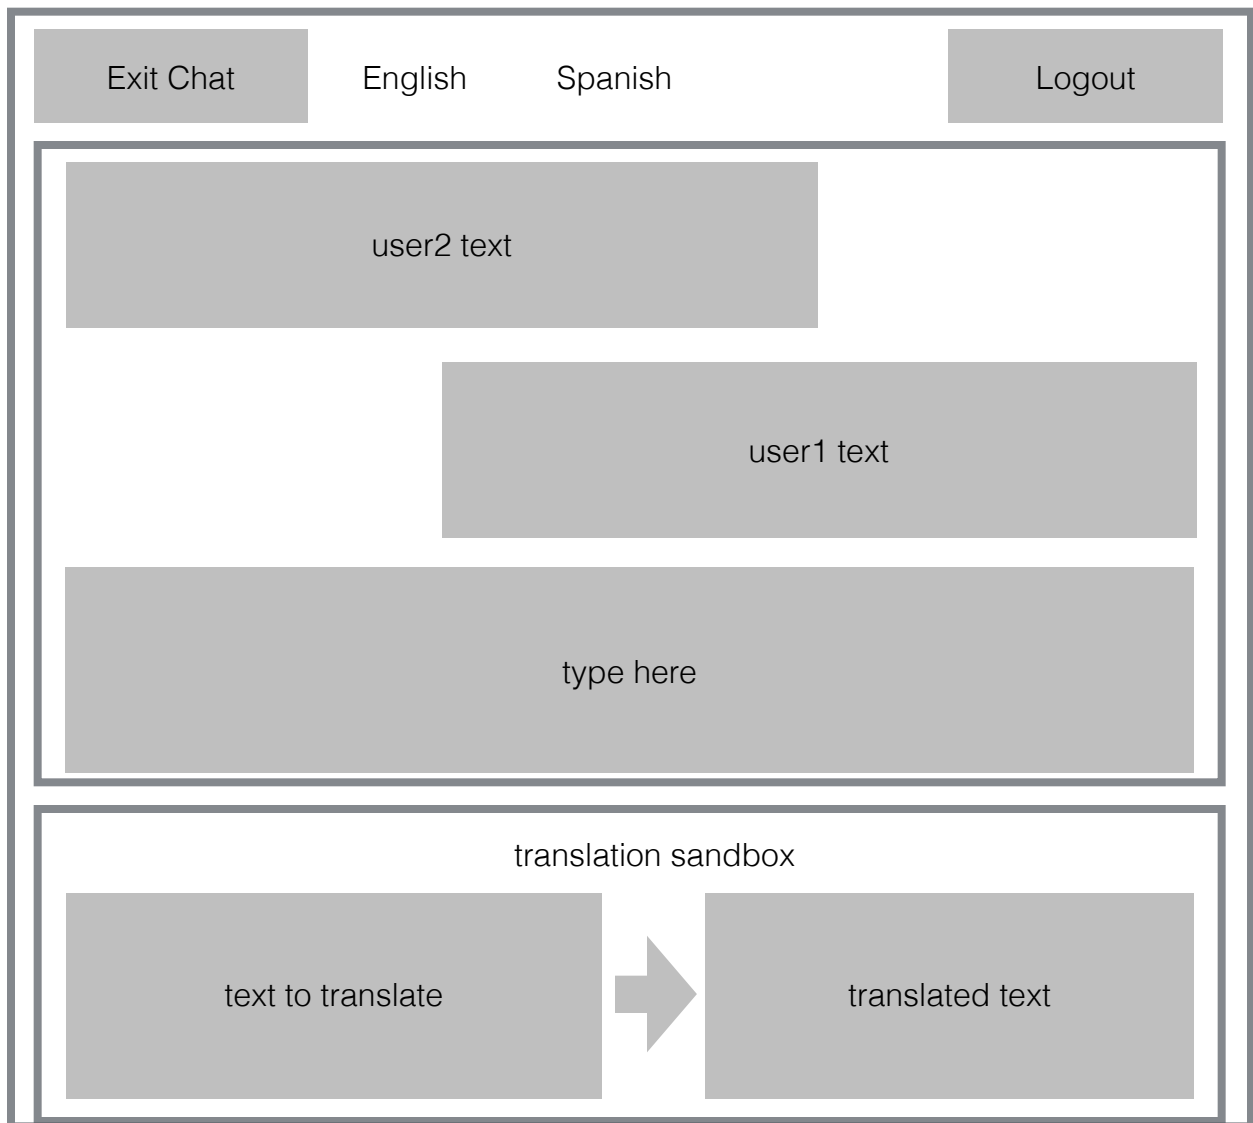 Exit Chat English Spanish Logout
user2 text
user1 text
type here
translation sandbox
text to translate translated text